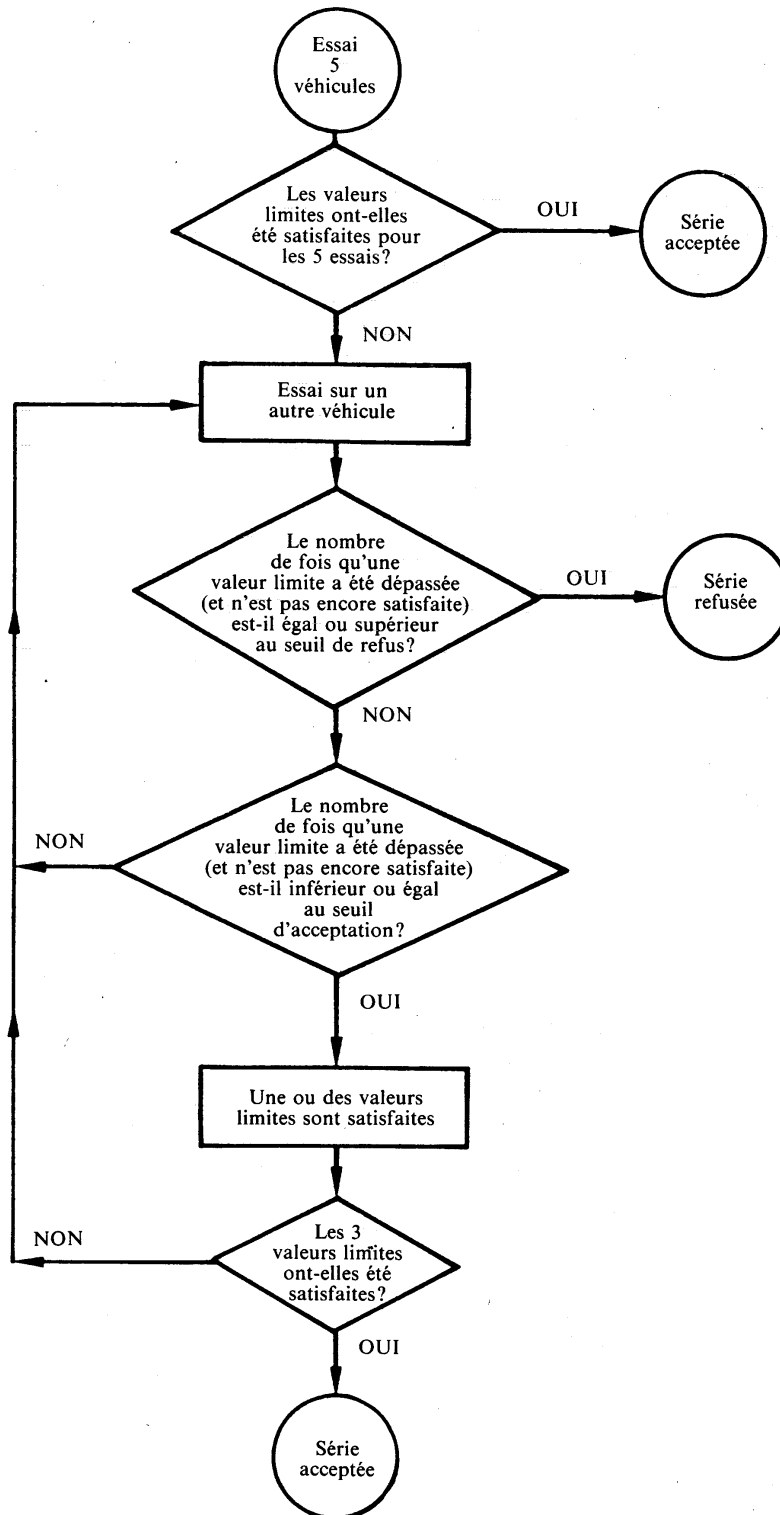 Essai
5
véhicules
Les valeurs
limites ont-elles
été satisfaites pour
les 5 essais?
OUI
Série
acceptée
NON
Essai sur un
autre véhicule
Le nombre
de fois qu'une
valeur limite a été dépassée
(et n'est pas encore satisfaite)
est-il égal ou supérieur
au seuil de refus?
OUI
Série
refusée
NON
Le nombre
de fois qu'une
valeur limite a été dépassée
(et n'est pas encore satisfaite)
est-il inférieur ou égal
au seuil
d'acceptation?
NON
OUI
Une ou des valeurs
limites sont satisfaites
Les 3
valeurs limites
ont-elles été
satisfaites?
NON
OUI
Série
acceptée